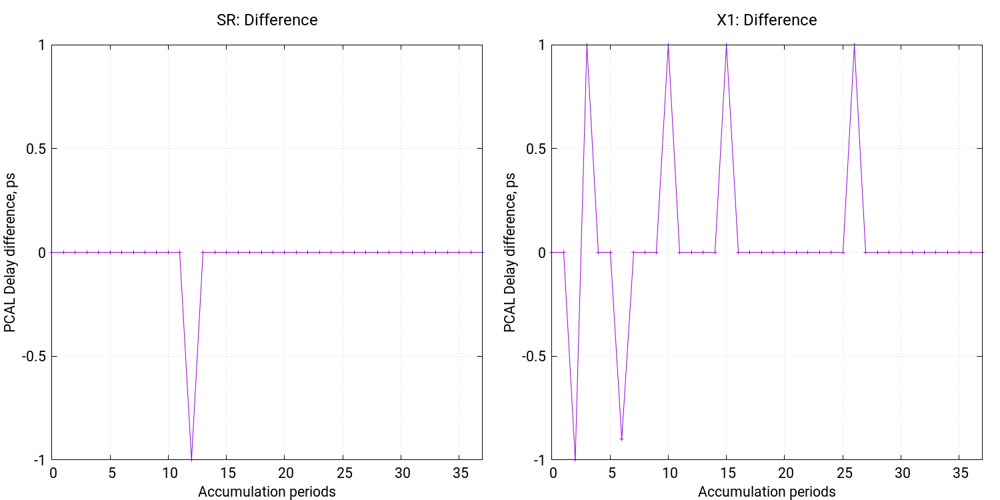 SR: Difference
1
0.5
0
-0.5
-1
PCAL Delay difference, ps
0 5 10 15 20 25 30 35
Accumulation periods
X1: Difference
1
0.5
0
-0.5
-1
PCAL Delay difference, ps
0 5 10 15 20 25 30 35
Accumulation periods